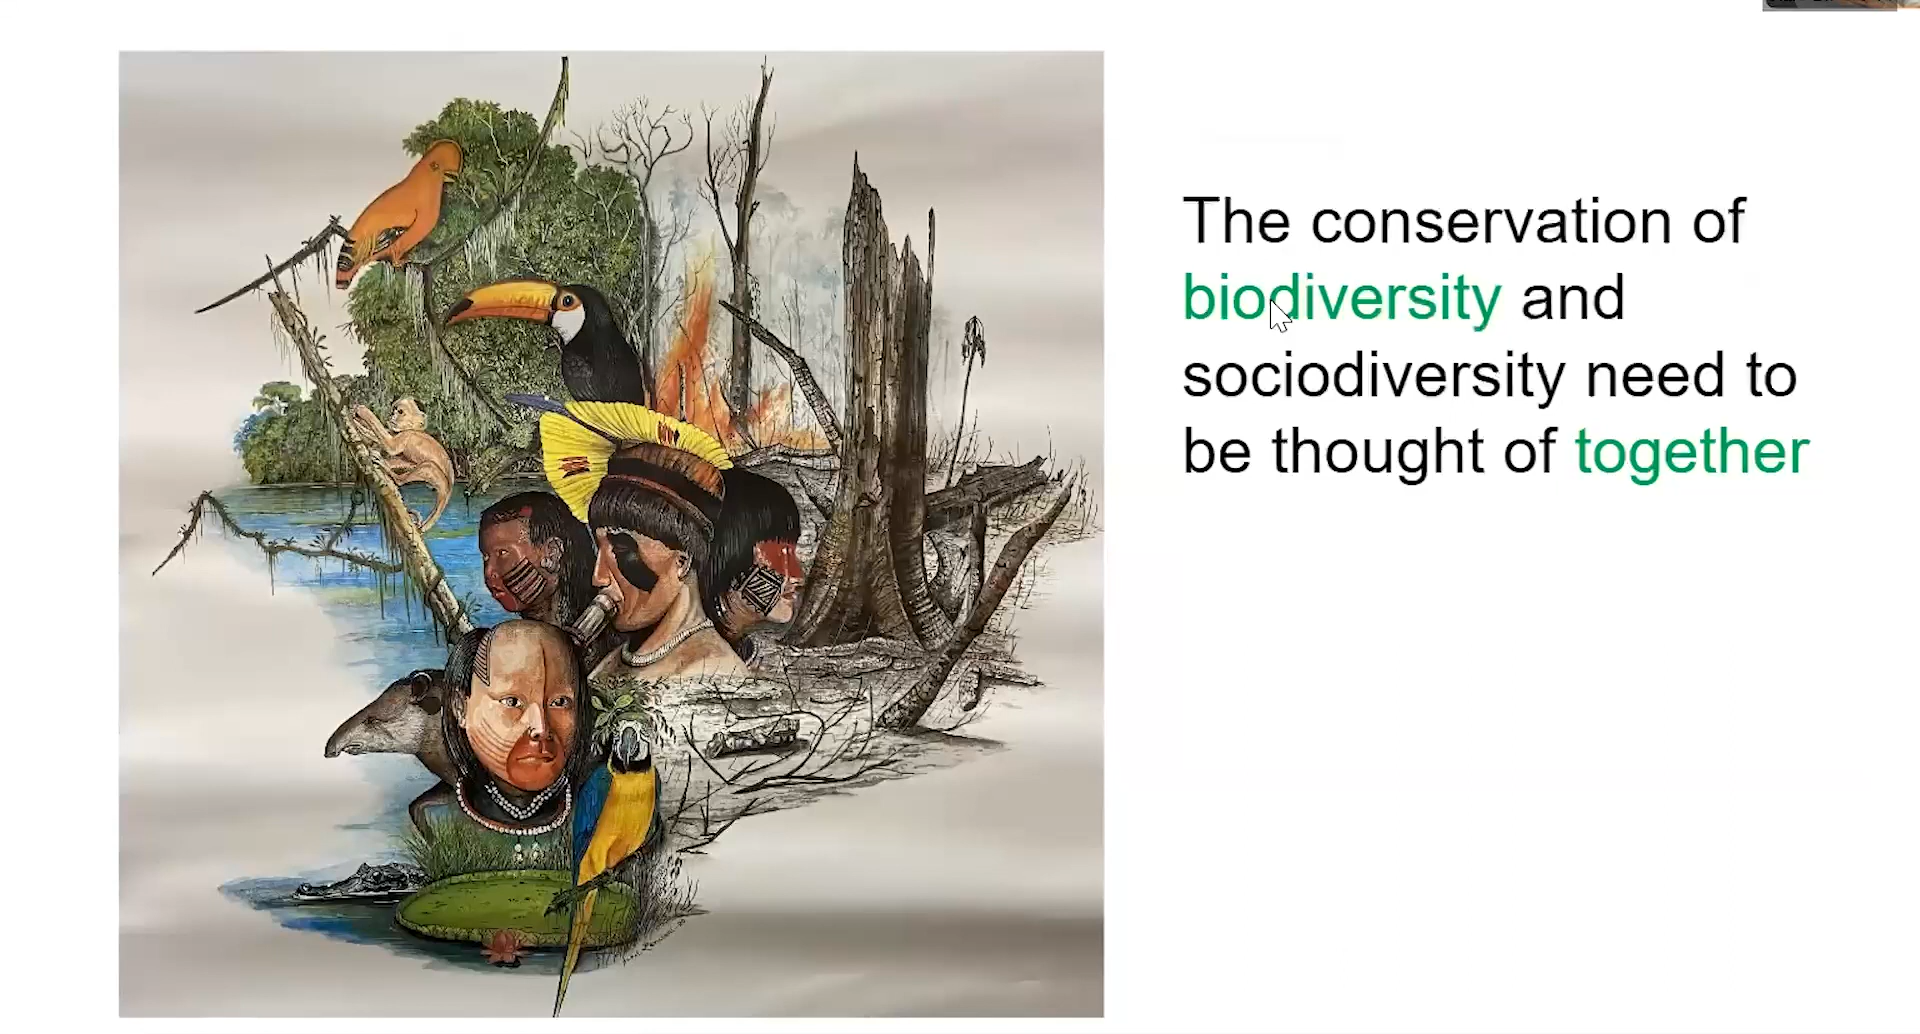 The conservation of
biodiversity and
sociodiversity need to
be thought of together